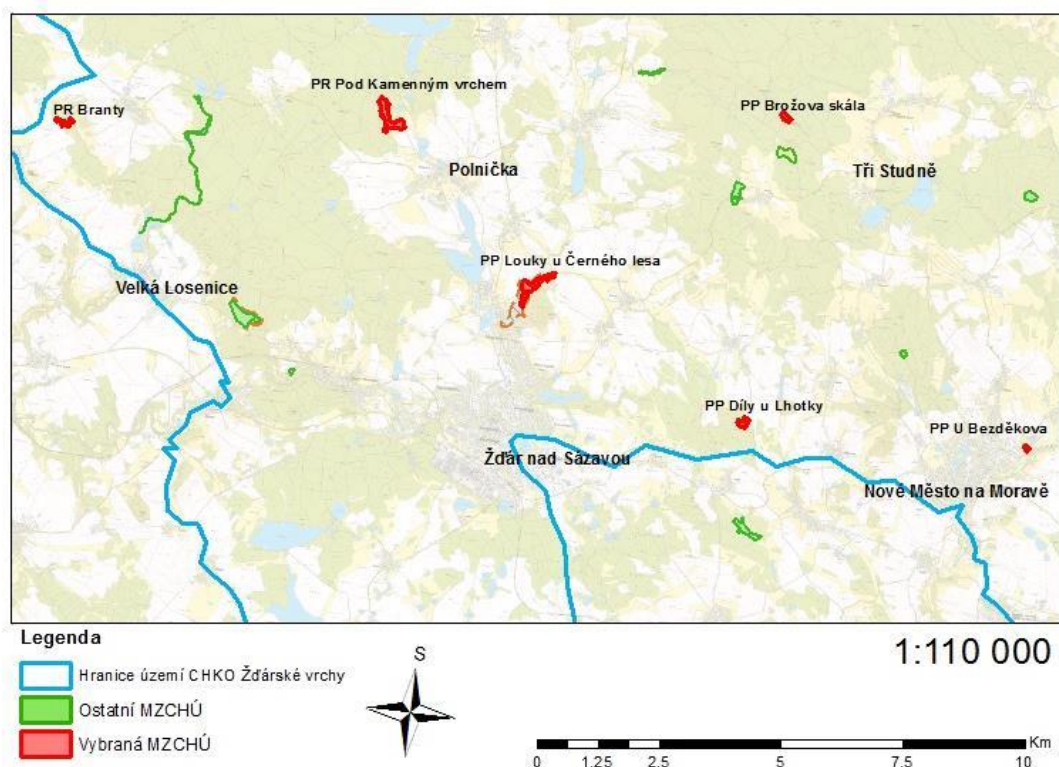 PR Branty
PR Pod Kamenným vrchem
PP Brožova skála
Polnička
Tři Studně
PP Louky u Černého lesa
Velká Losenice
PP Díly u Lhotky
PP U Bezděkova
Žďár nad Sázavou
Nové Město na Moravě
Legenda
Hranice území CHKO Žďárské vrchy
Ostatní MZCHÚ
Vybraná MZCHÚ
S
1:110 000
Km
0 1,25 2,5 5 7,5 10